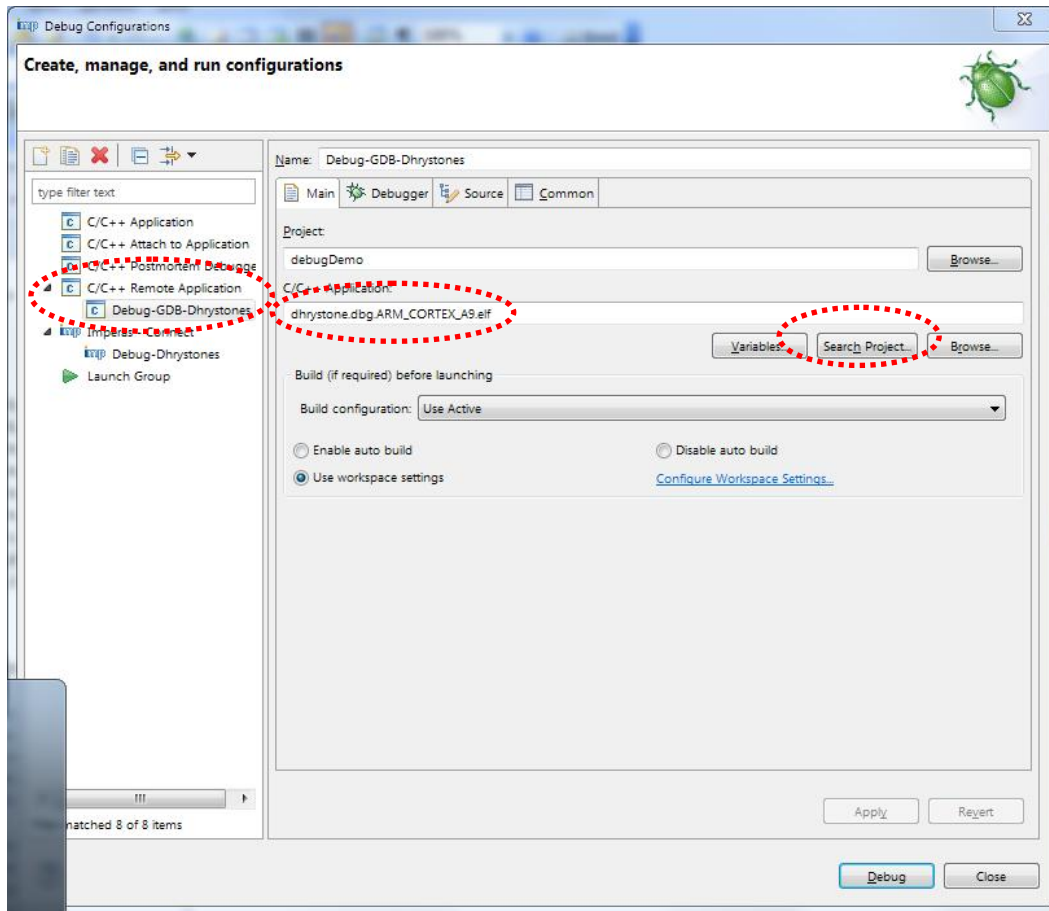 imp Debug Configurations
Create, manage, and run configurations
type filter text
C/C++ Application
C/C++ Attach to Application
C/C++ Postmortem Debugge
C/C++ Remote Application
Debug-GDB-Dhrystones
Imperas - Connect
imp Debug-Dhrystones
Launch Group
matched 8 of 8 items
Name: Debug-GDB-Dhrystones
Main Debugger Source Common
Project:
debugDemo Browse...
C/C++ Application:
dhrystone.dbg.ARM_CORTEX_A9.elf
Variables... Search Project... Browse...
Build (if required) before launching
Build configuration: Use Active
Enable auto build Disable auto build
Use workspace settings Configure Workspace Settings...
Apply Revert
Debug Close